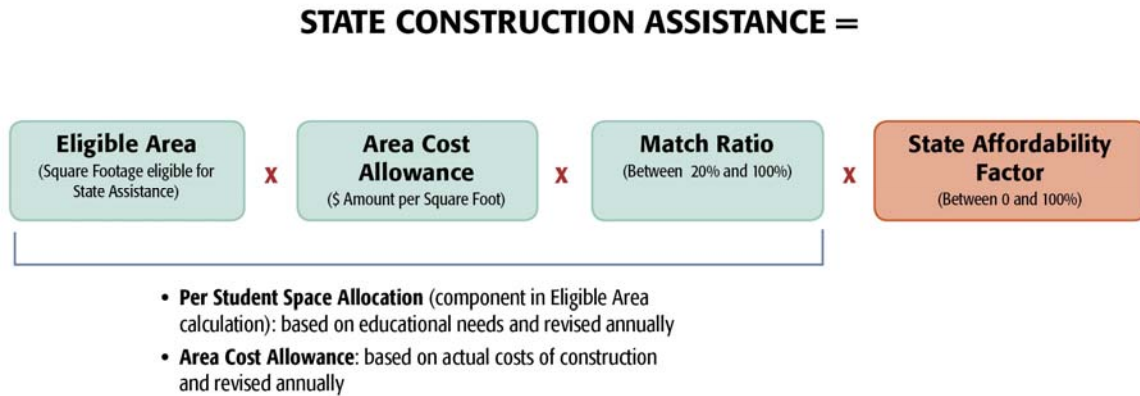 STATE CONSTRUCTION ASSISTANCE =
Eligible Area
(Square Footage eligible for
State Assistance)
x
Area Cost
Allowance
($ Amount per Square Foot)
x
Match Ratio
(Between 20% and 100%)
x
State Affordability
Factor
(Between 0 and 100%)
• Per Student Space Allocation (component in Eligible Area
calculation): based on educational needs and revised annually
• Area Cost Allowance: based on actual costs of construction
and revised annually